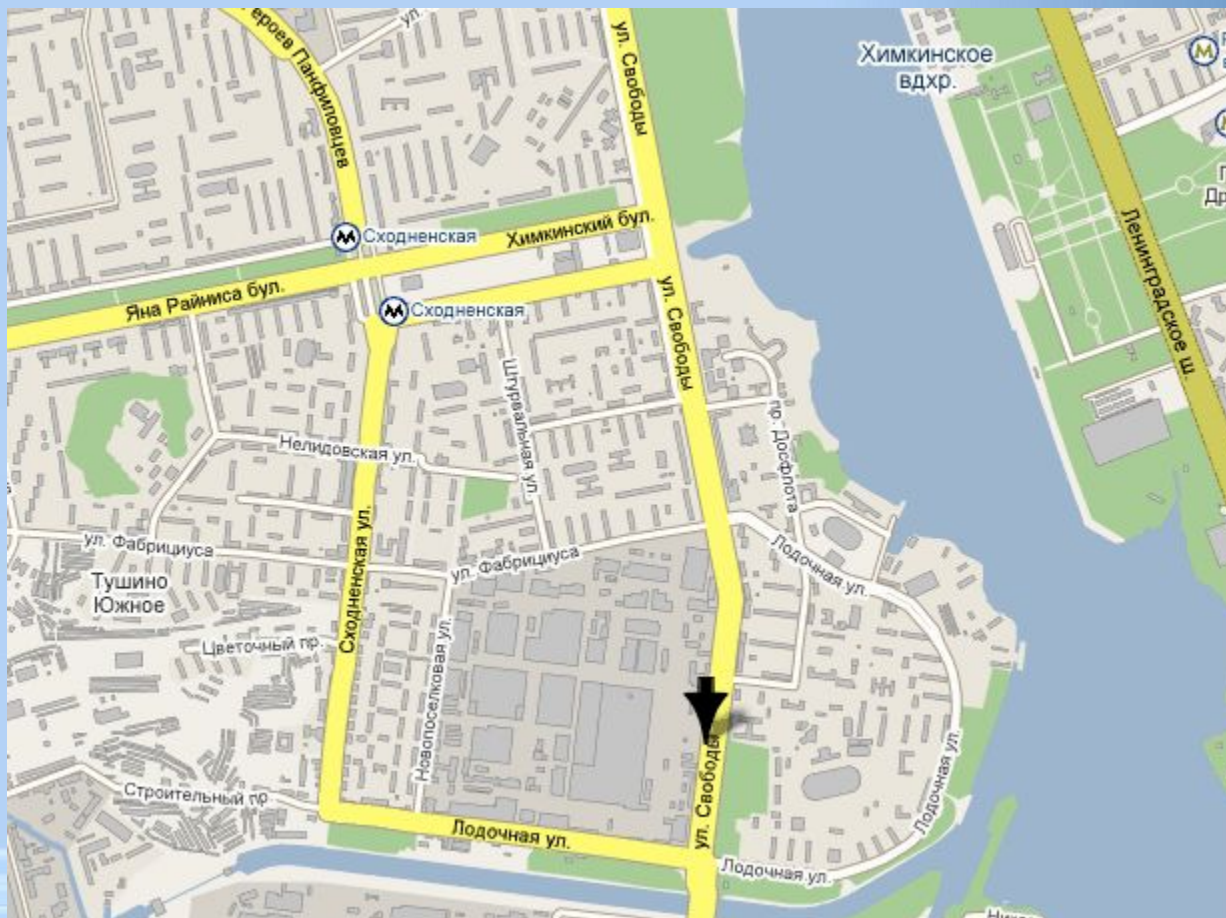 Героев Панфиловцев
ул.
ул. Свободы
Химкинское
вдхр.
Ленинградское ш.
Сходненская
Химкинский бул.
Яна Райниса бул.
Сходненская
ул. Свободы
Штурвальная ул.
пр. Досфлота
Нелидовская ул.
ул. Фабрициуса
ул. Фабрициуса
Лодочная ул.
Тушино
Южное
Сходненская ул.
Цветочный пр.
Новопоселковая ул.
Строительный пр
ул. Свободы
Лодочная ул.
Лодочная ул.
Лодочная ул.